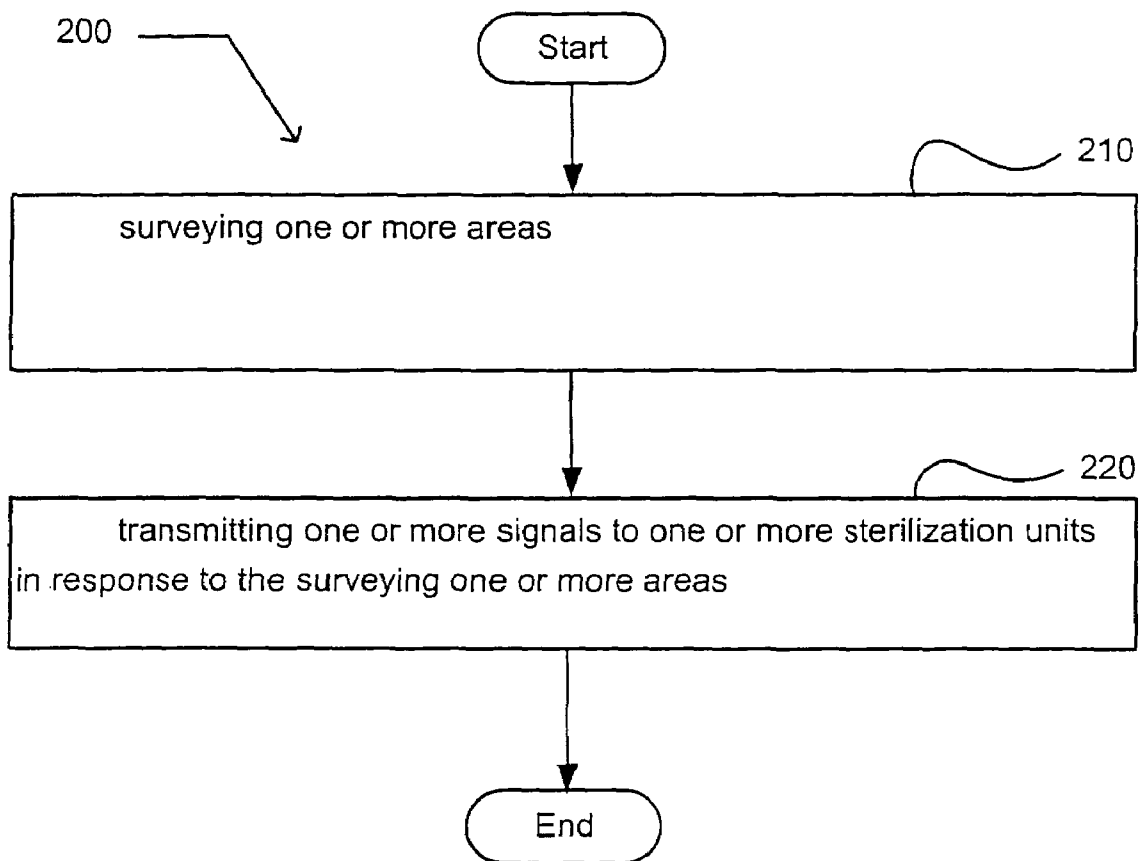 200
Start
210
surveying one or more areas
220
transmitting one or more signals to one or more sterilization units
in response to the surveying one or more areas
End